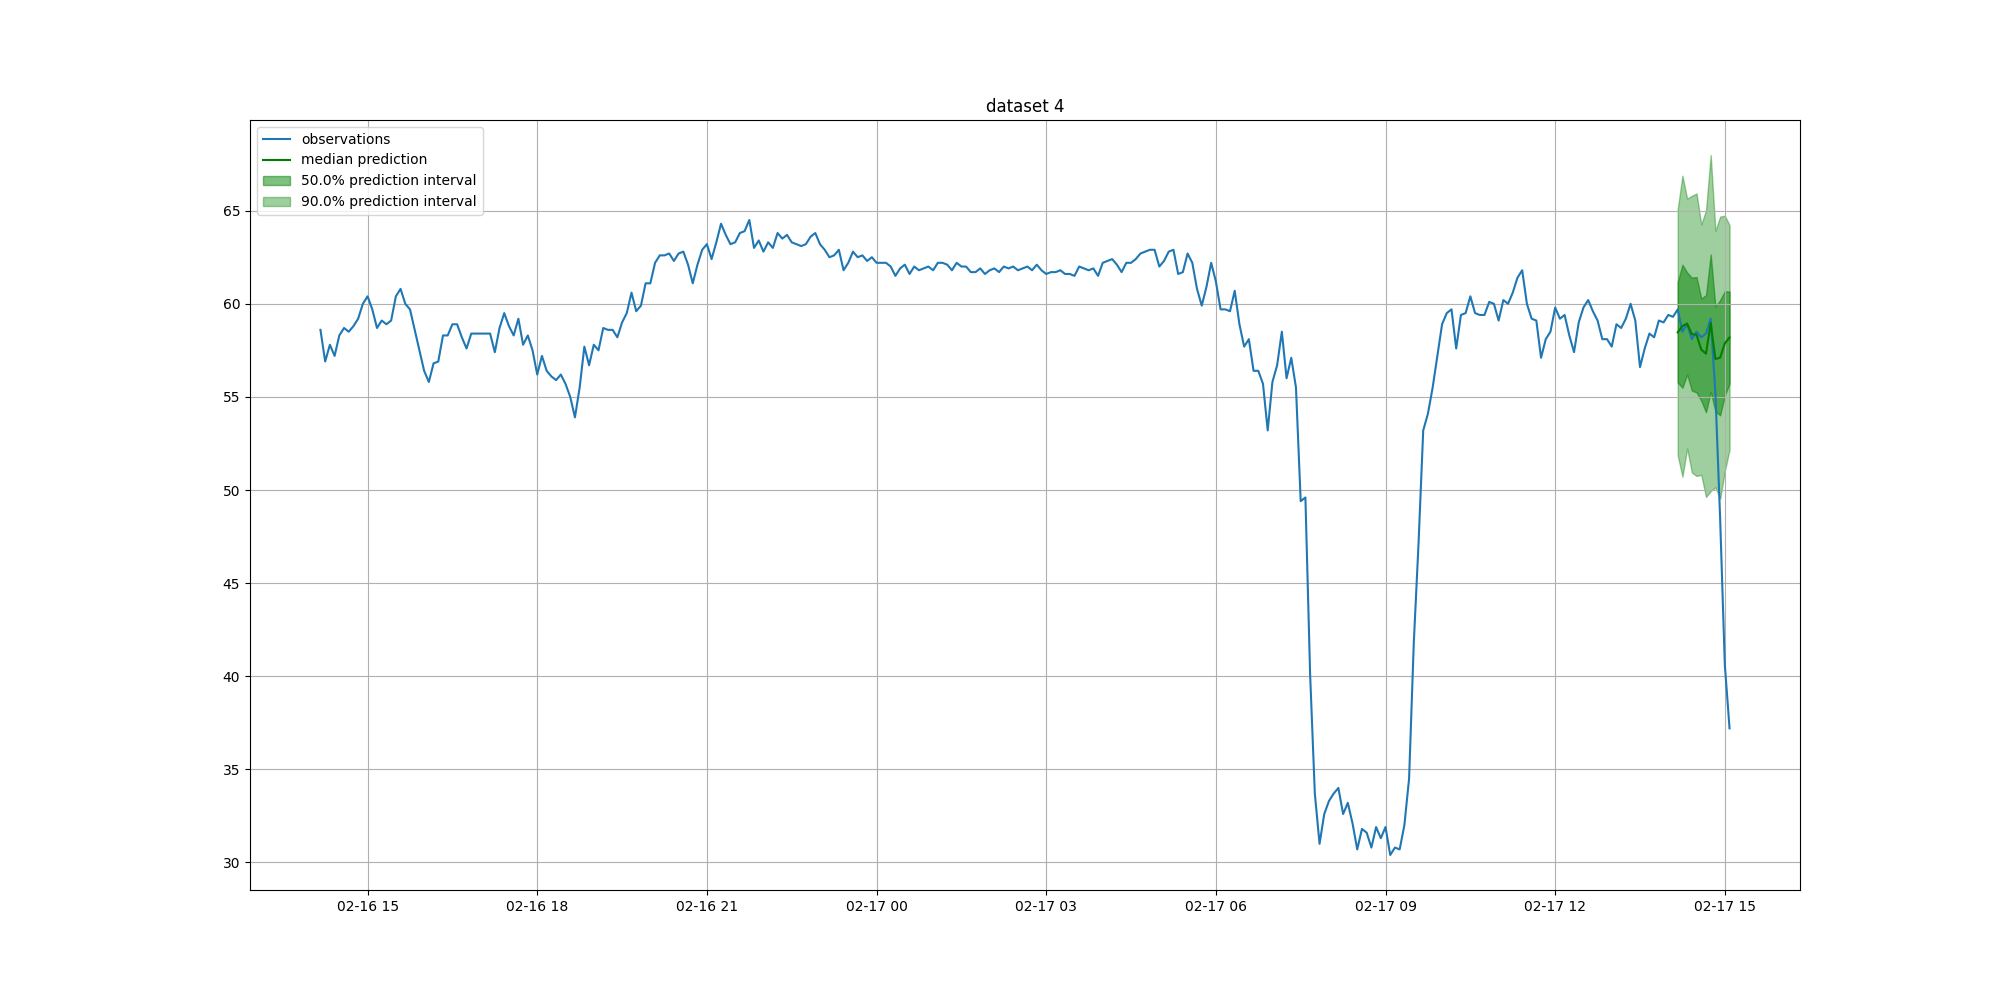 dataset 4
observations
median prediction
50.0% prediction interval
90.0% prediction interval
65
60
55
50
45
40
35
30
02-16 15 02-16 18 02-16 21 02-17 00 02-17 03 02-17 06 02-17 09 02-17 12 02-17 15